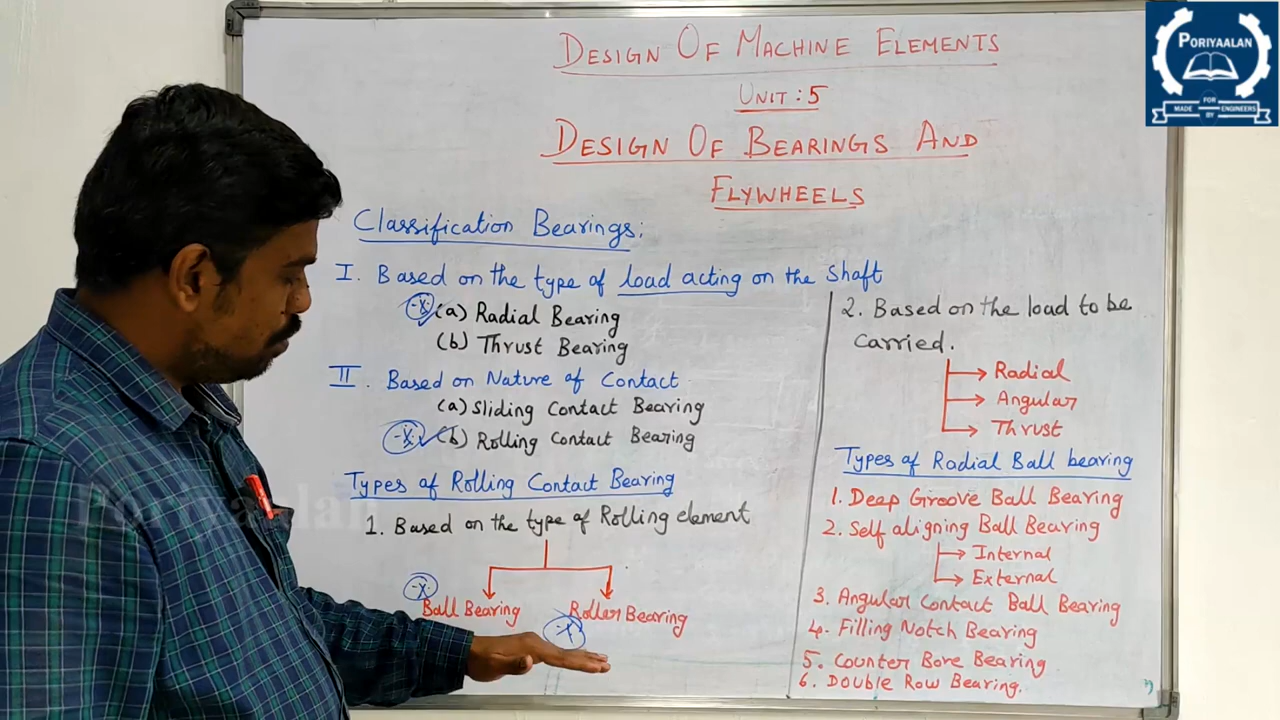 DESIGN OF MACHINE ELEMENTS
UNIT : 5
DESIGN OF BEARINGS AND
FLYWHEELS
Classification Bearings:
I. Based on the type of load acting on the shaft
(a) Radial Bearing
(b) Thrust Bearing
II. Based on Nature of Contact
(a) Sliding Contact Bearing
(b) Rolling Contact Bearing
Types of Rolling Contact Bearing
1. Based on the type of Rolling element
Ball Bearing
Roller Bearing
2. Based on the load to be
carried.
Radial
Angular
Thrust
Types of Radial Ball bearing
1. Deep Groove Ball Bearing
2. Self aligning Ball Bearing
Internal
External
3. Angular Contact Ball Bearing
4. Filling Notch Bearing
5. Counter Bore Bearing
6. Double Row Bearing.
PORIYAALAN
MADE FOR BY ENGINEERS
Poriyaalan